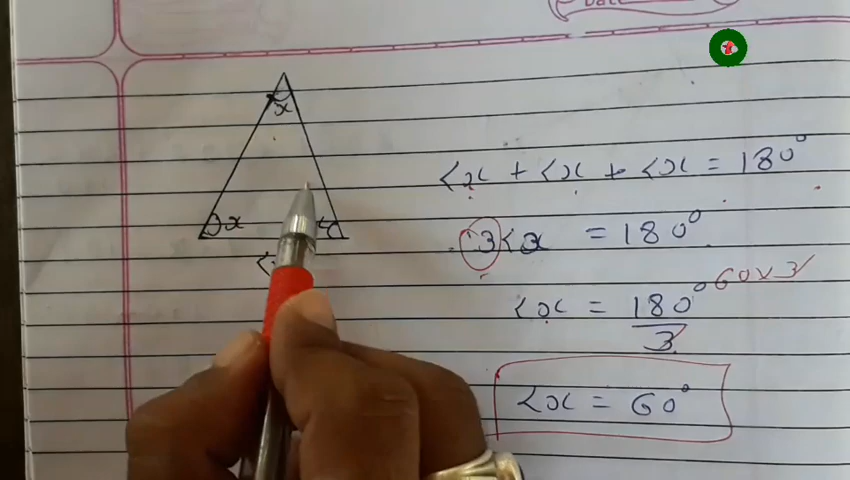 x
∠x + ∠x + ∠x = 180°
x
3∠x = 180°
∠x = 180° 60×3
3
∠x = 60°